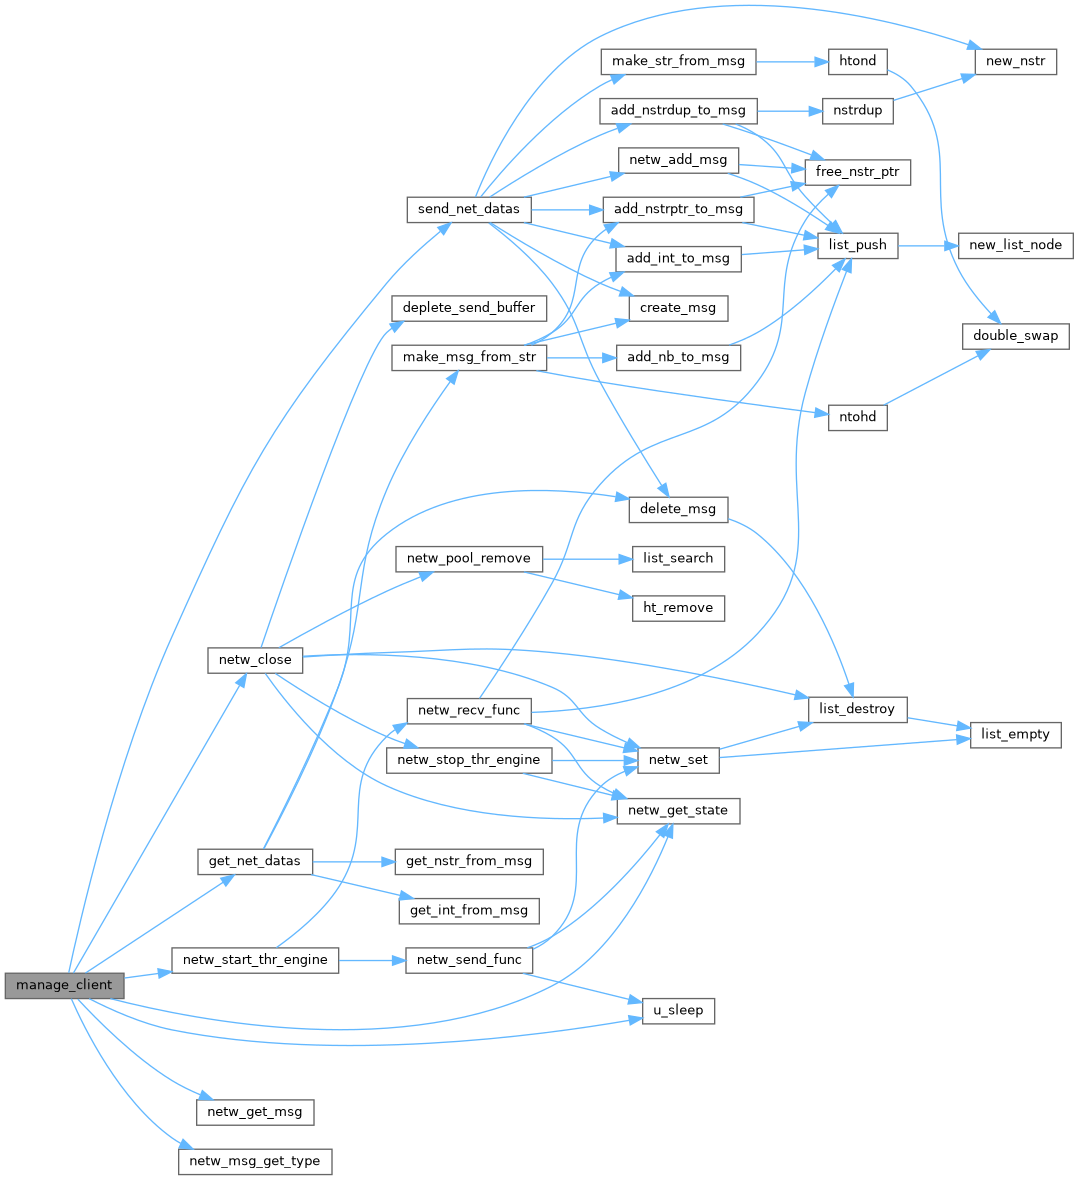 make_str_from_msg
htond
new_nstr
add_nstrdup_to_msg
nstrdup
netw_add_msg
free_nstr_ptr
send_net_datas
add_nstrptr_to_msg
list_push
new_list_node
add_int_to_msg
deplete_send_buffer
create_msg
double_swap
make_msg_from_str
add_nb_to_msg
ntohd
delete_msg
netw_pool_remove
list_search
ht_remove
netw_close
netw_recv_func
list_destroy
list_empty
netw_stop_thr_engine
netw_set
netw_get_state
get_net_datas
get_nstr_from_msg
get_int_from_msg
netw_start_thr_engine
netw_send_func
manage_client
u_sleep
netw_get_msg
netw_msg_get_type